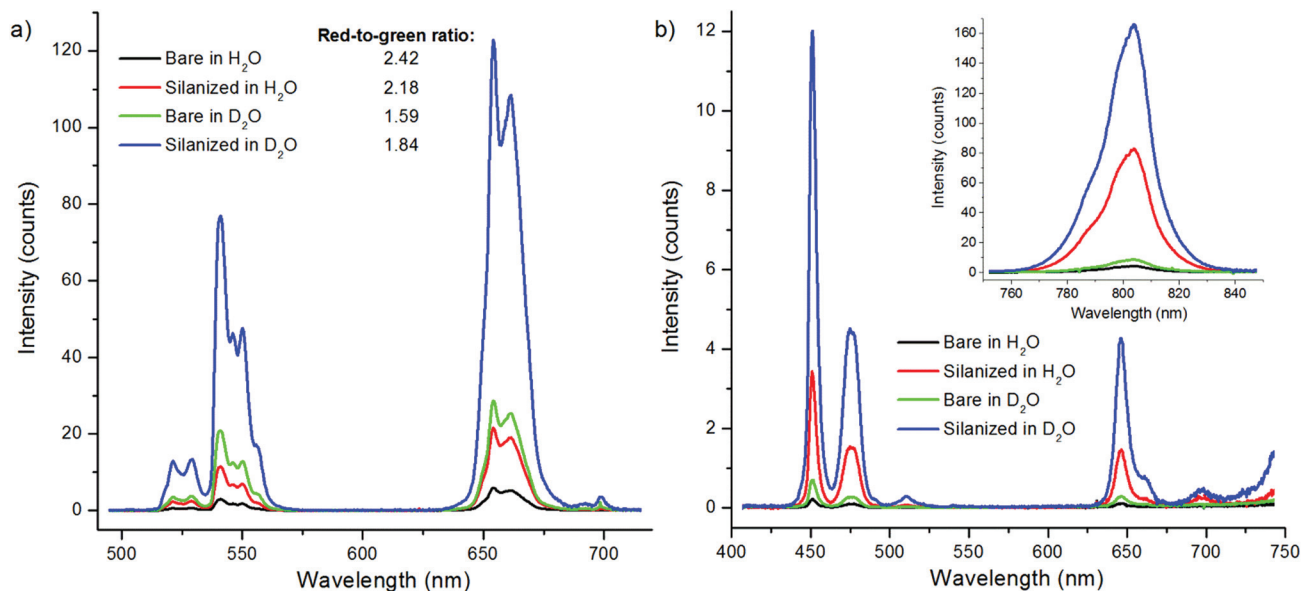 a)
Red-to-green ratio:
Bare in H₂O 2.42
Silanized in H₂O 2.18
Bare in D₂O 1.59
Silanized in D₂O 1.84
Intensity (counts)
120
100
80
60
40
20
0
500 550 600 650 700
Wavelength (nm)
b)
Intensity (counts)
12
10
8
6
4
2
0
400 450 500 550 600 650 700 750
Wavelength (nm)
Intensity (counts)
160
140
120
100
80
60
40
20
0
760 780 800 820 840
Wavelength (nm)
Bare in H₂O
Silanized in H₂O
Bare in D₂O
Silanized in D₂O